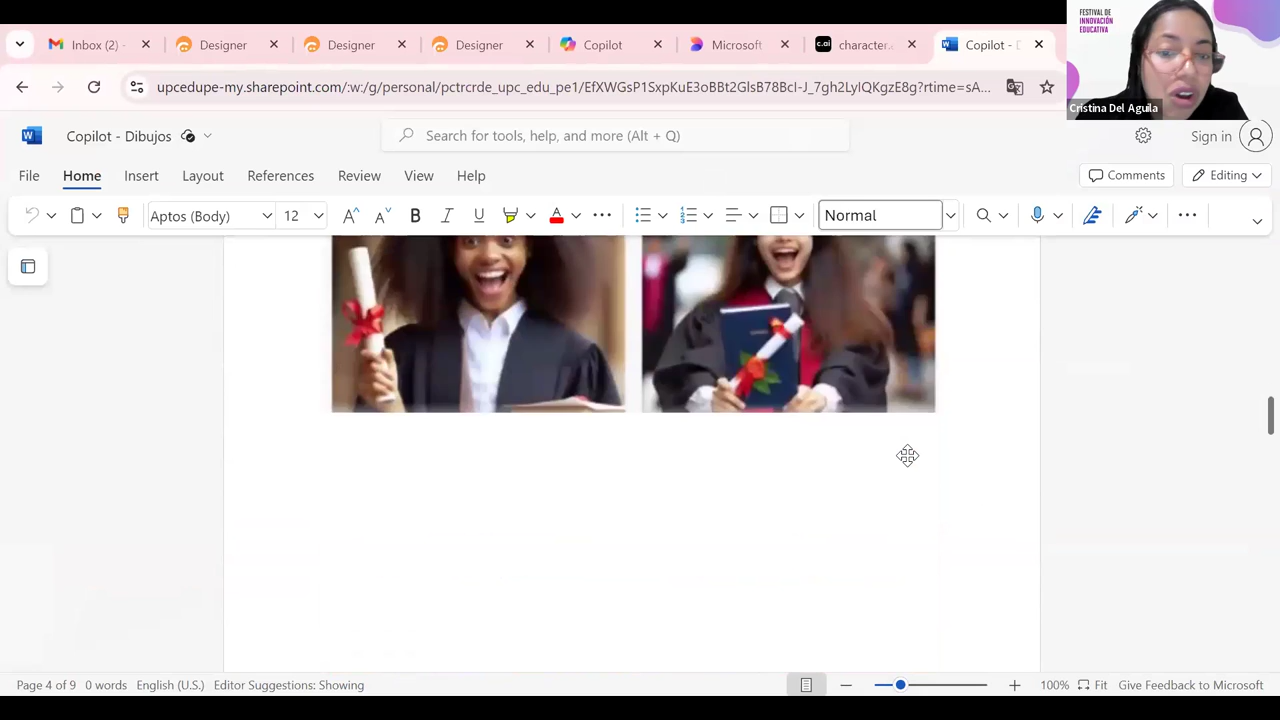 Inbox (2)
Designer
Designer
Designer
Copilot
Microsoft
c.ai
character.
Copilot - D
upcedupe-my.sharepoint.com/:w:/g/personal/pctrcrde_upc_edu_pe1/EfXWGsP1SxpKuE3oBBt2GlsB78BcI-J_7gh2LyIQKgzE8g?rtime=sA...
FESTIVAL DE
INNOVACIÓN
EDUCATIVA
Cristina Del Aguila
Copilot - Dibujos
Search for tools, help, and more (Alt + Q)
Sign in
File Home Insert Layout References Review View Help
Comments
Editing
Aptos (Body)
12
B I U A
Normal
Page 4 of 9 0 words English (U.S.) Editor Suggestions: Showing
100% Fit Give Feedback to Microsoft